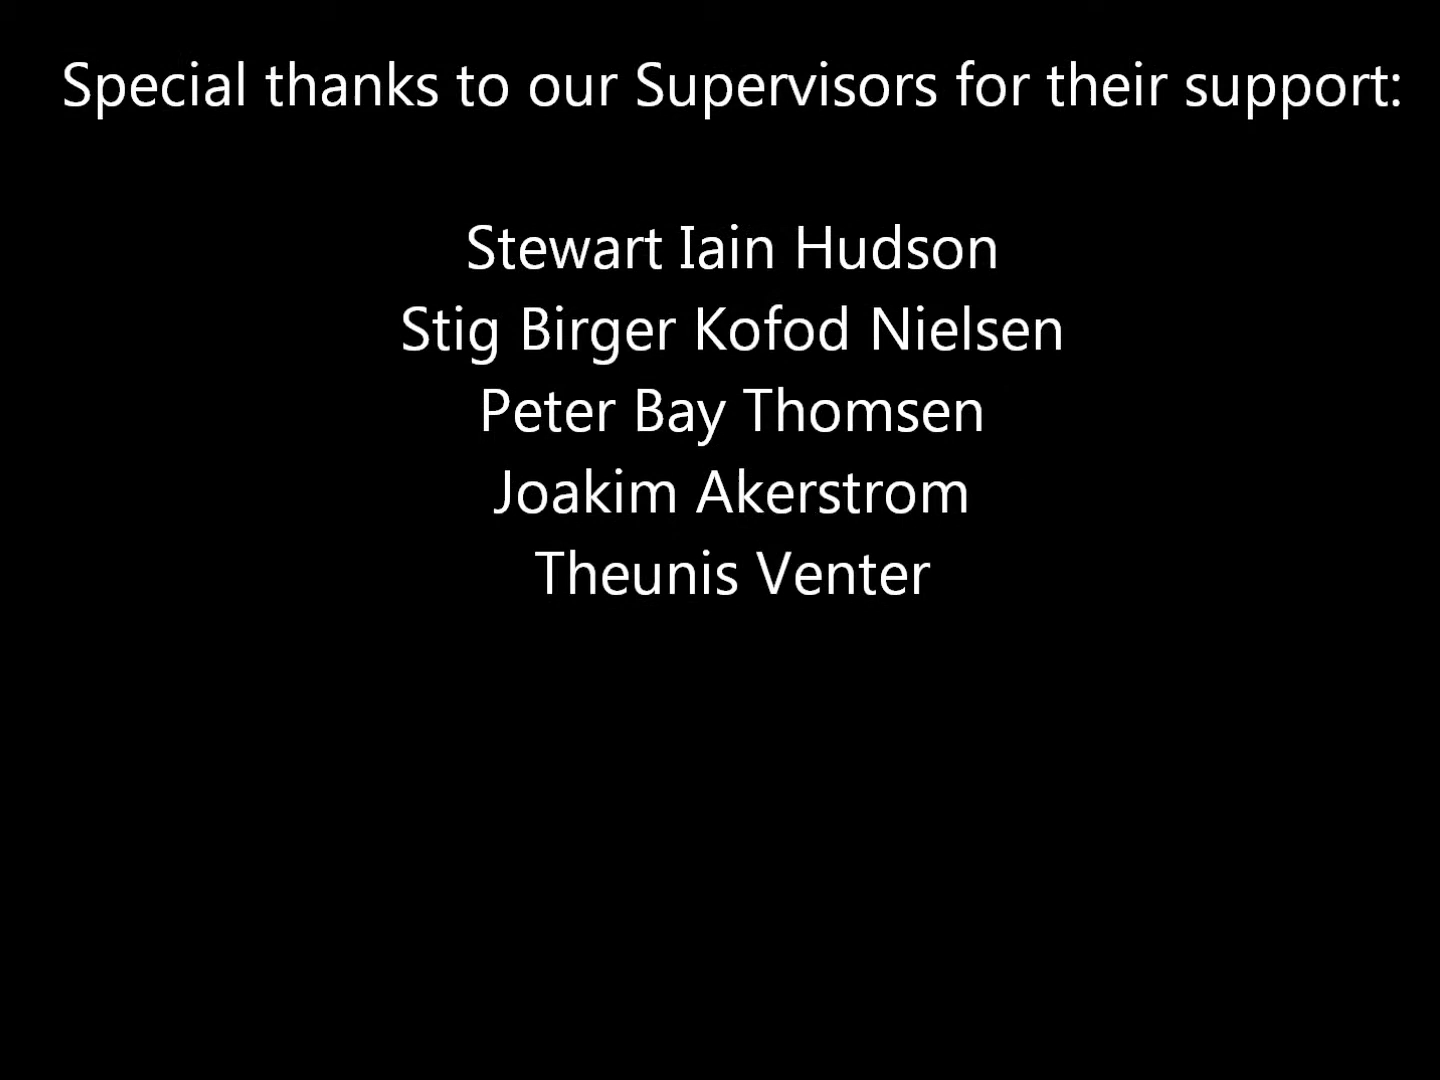 Special thanks to our Supervisors for their support:
Stewart Iain Hudson
Stig Birger Kofod Nielsen
Peter Bay Thomsen
Joakim Akerstrom
Theunis Venter